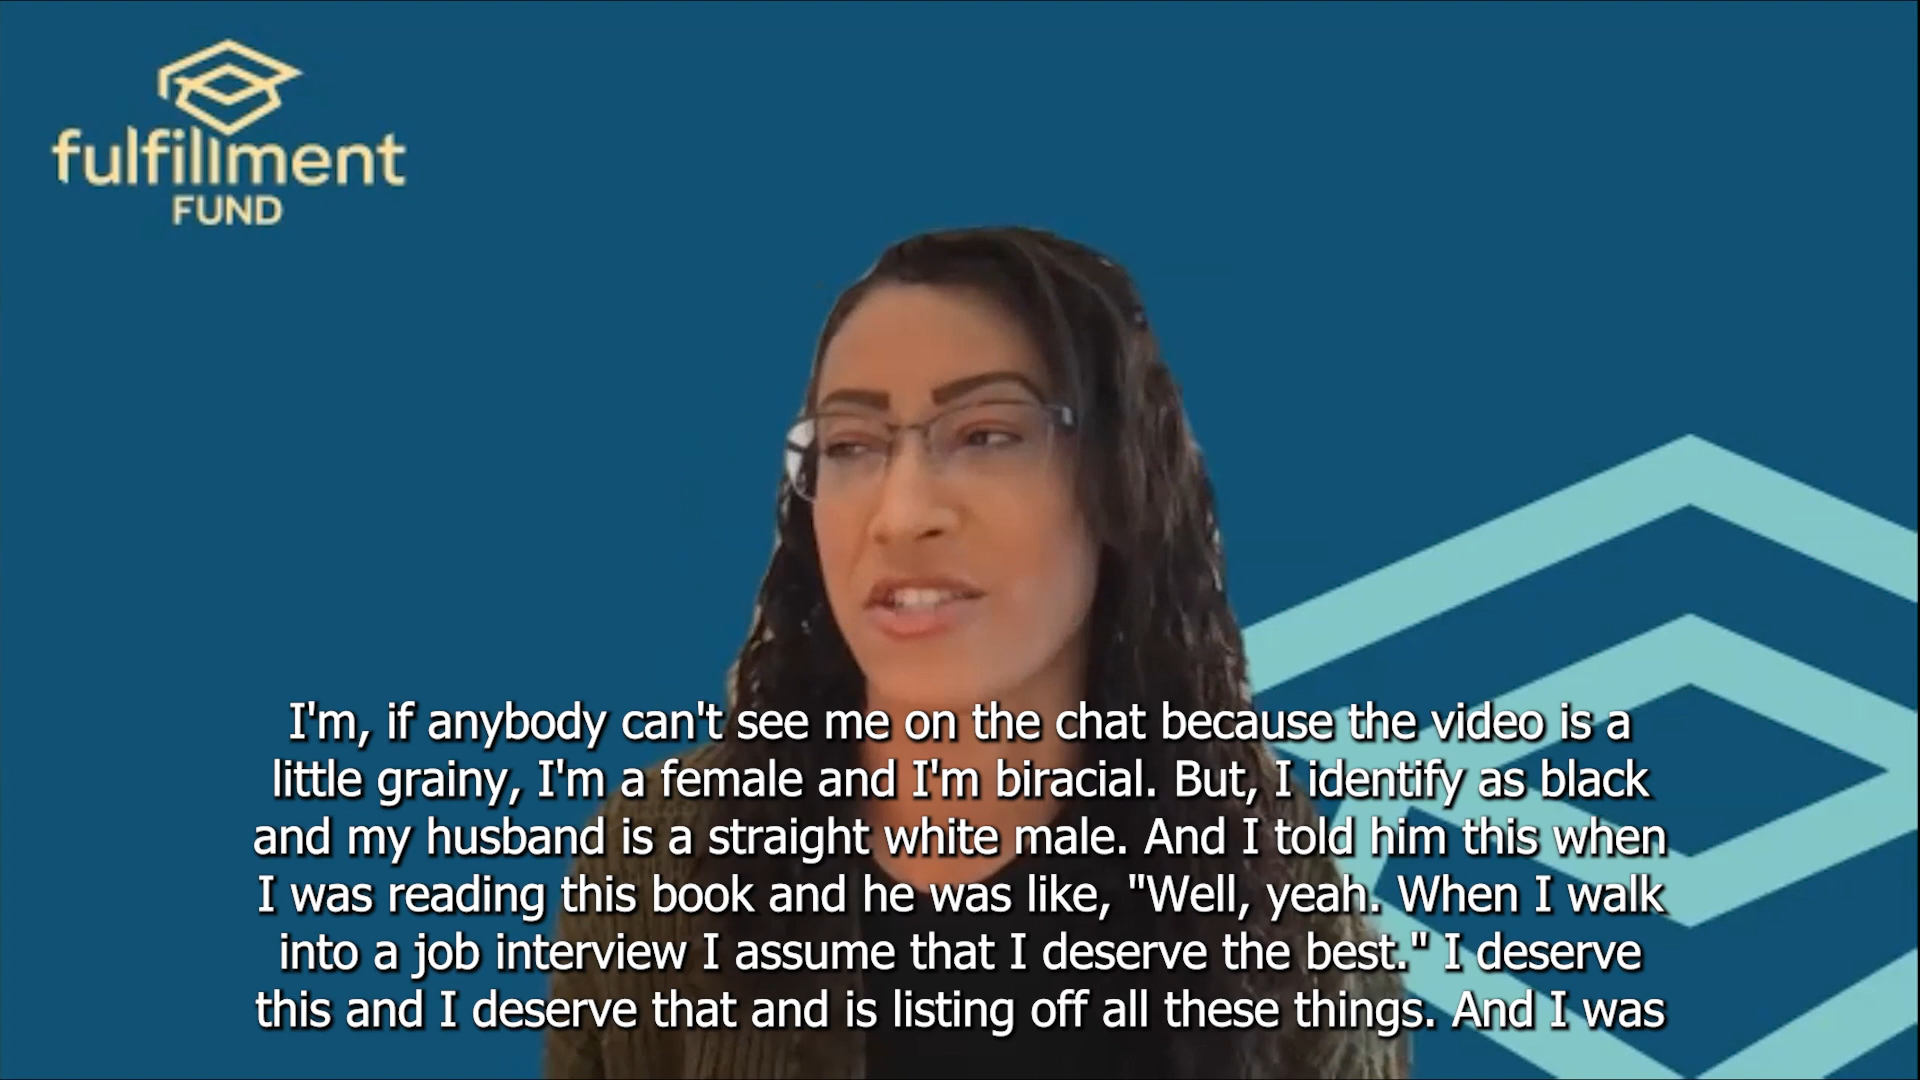 fulfillment
FUND
I'm, if anybody can't see me on the chat because the video is a
little grainy, I'm a female and I'm biracial. But, I identify as black
and my husband is a straight white male. And I told him this when
I was reading this book and he was like, "Well, yeah. When I walk
into a job interview I assume that I deserve the best." I deserve
this and I deserve that and is listing off all these things. And I was